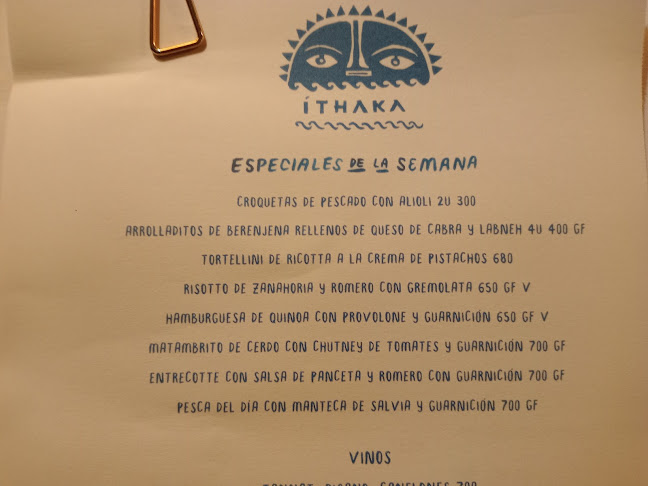 ÍTHAKA
ESPECIALES DE LA SEMANA
CROQUETAS DE PESCADO CON ALIOLI 2U 300
ARROLLADITOS DE BERENJENA RELLENOS DE QUESO DE CABRA Y LABNEH 4U 400 GF
TORTELLINI DE RICOTTA A LA CREMA DE PISTACHOS 680
RISOTTO DE ZANAHORIA Y ROMERO CON GREMOLATA 650 GF V
HAMBURGUESA DE QUINOA CON PROVOLONE Y GUARNICIÓN 650 GF V
MATAMBRITO DE CERDO CON CHUTNEY DE TOMATES Y GUARNICIÓN 700 GF
ENTRECOTTE CON SALSA DE PANCETA Y ROMERO CON GUARNICIÓN 700 GF
PESCA DEL DÍA CON MANTECA DE SALVIA Y GUARNICIÓN 700 GF
VINOS